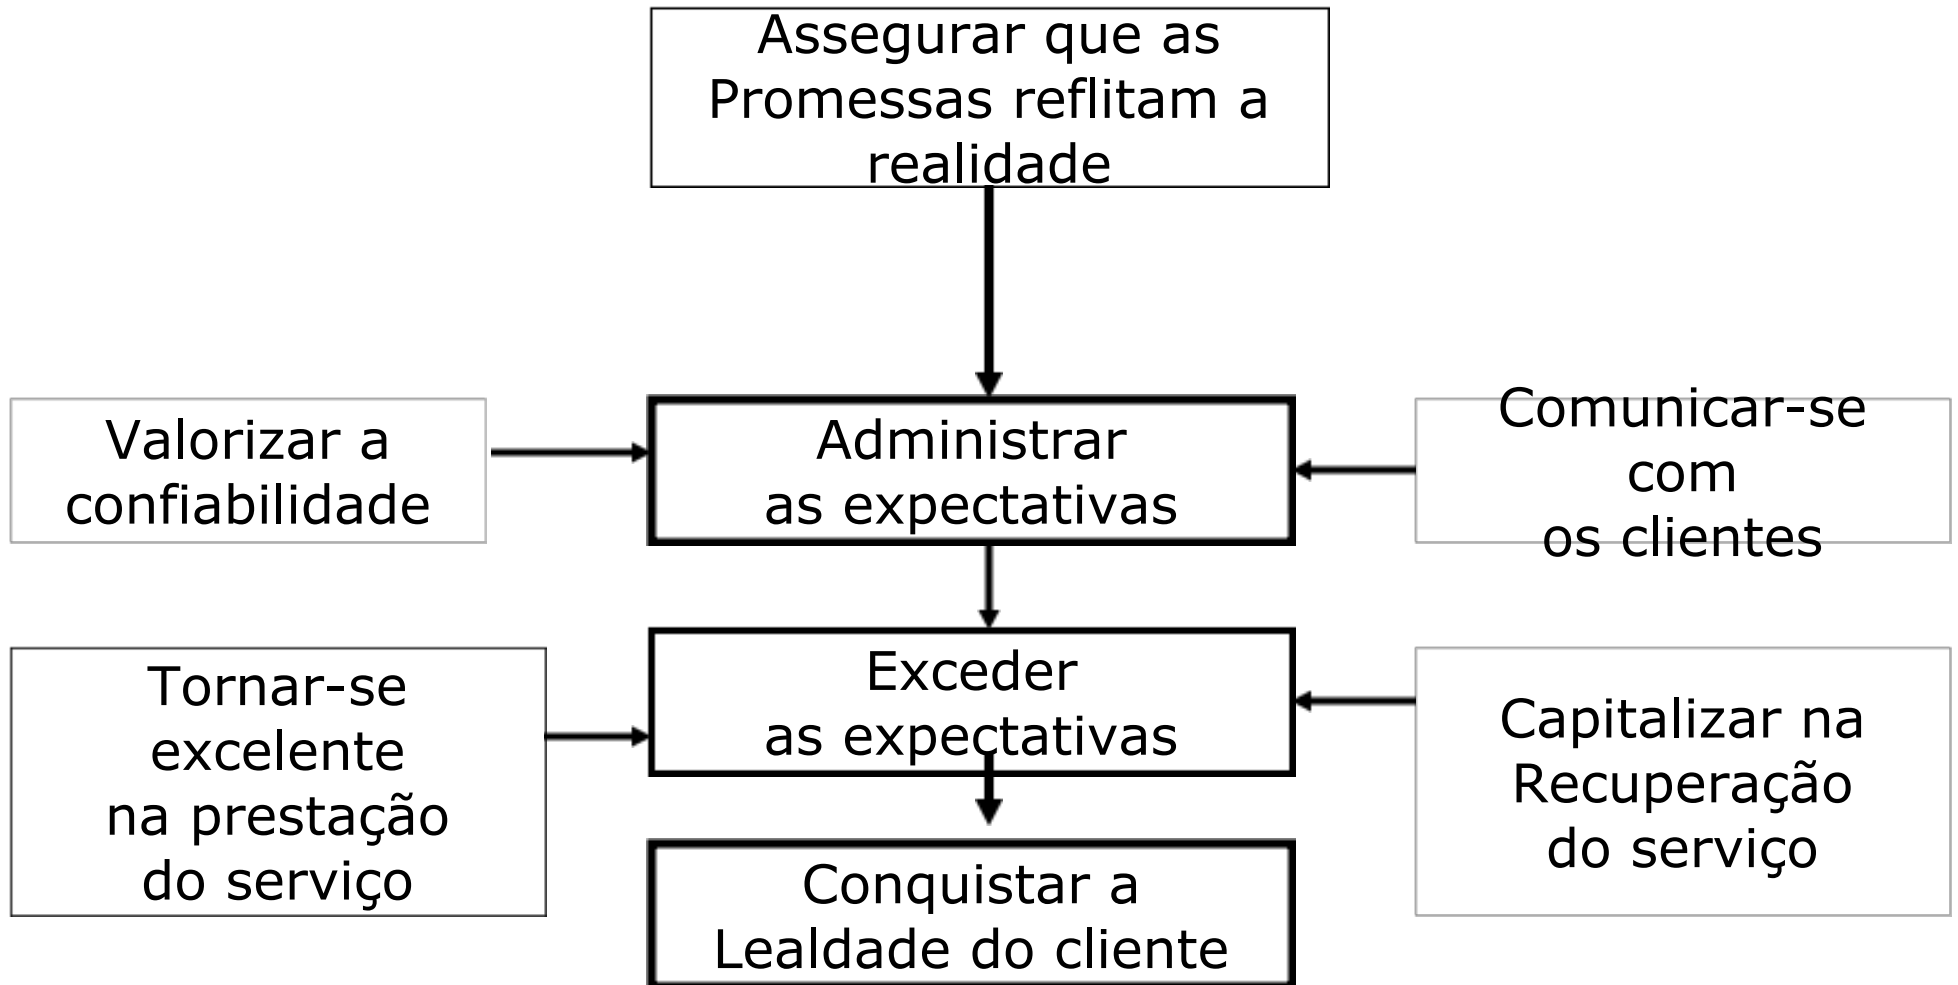 Assegurar que as
Promessas reflitam a
realidade
Valorizar a
confiabilidade
Administrar
as expectativas
Comunicar-se
com
os clientes
Tornar-se
excelente
na prestação
do serviço
Exceder
as expectativas
Capitalizar na
Recuperação
do serviço
Conquistar a
Lealdade do cliente